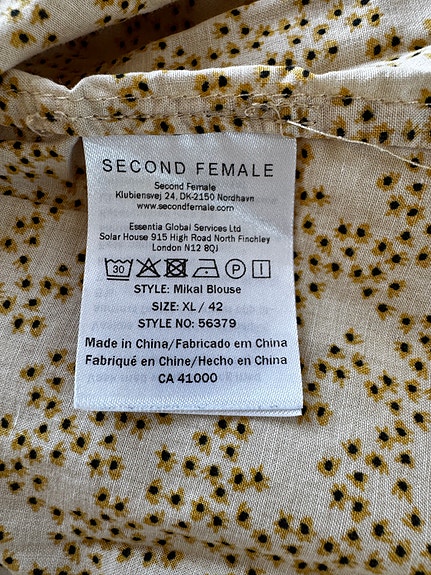 SECOND FEMALE
Second Female
Klubiensvej 24, DK-2150 Nordhavn
www.secondfemale.com
Essentia Global Services Ltd
Solar House 915 High Road North Finchley
London N12 8QJ
30 P
STYLE: Mikal Blouse
SIZE: XL / 42
STYLE NO: 56379
Made in China/Fabricado em China
Fabriqué en Chine/Hecho en China
CA 41000